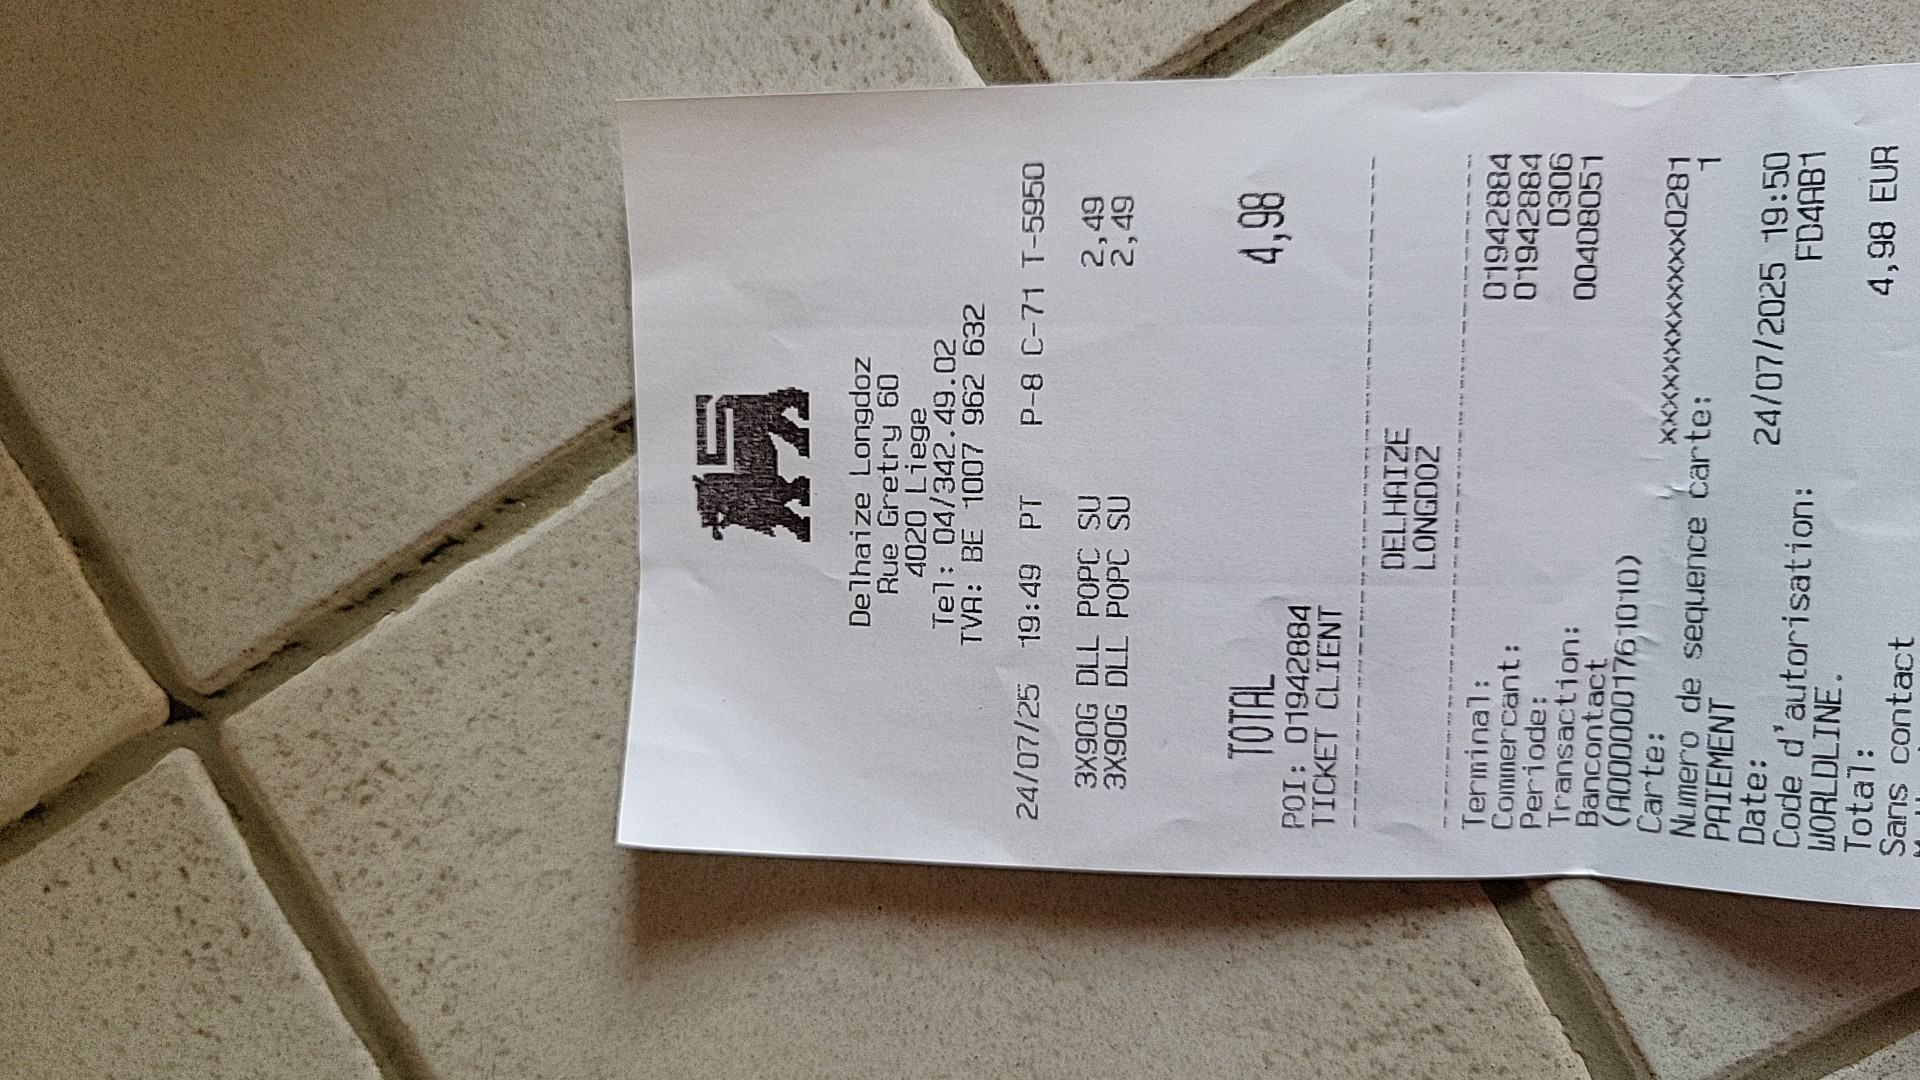 Delhaize Longdoz
Rue Gretry 60
4020 Liege
Tel: 04/342.49.02
TVA: BE 1007 962 632
24/07/25 19:49 PT P-8 C-71 T-5950
3X90G DLL POPC SU 2,49
3X90G DLL POPC SU 2,49
TOTAL 4,98
POI: 01942884
TICKET CLIENT
DELHAIZE
LONGDOZ
Terminal: 01942884
Commercant: 01942884
Periode: 0306
Transaction: 00408051
Bancontact
(A0000001761010)
Carte: xxxxxxxxxxxxx0281
Numero de sequence carte: 1
PAIEMENT
Date: 24/07/2025 19:50
Code d'autorisation: FD4AB1
WORLDLINE.
Total: 4,98 EUR
Sans contact